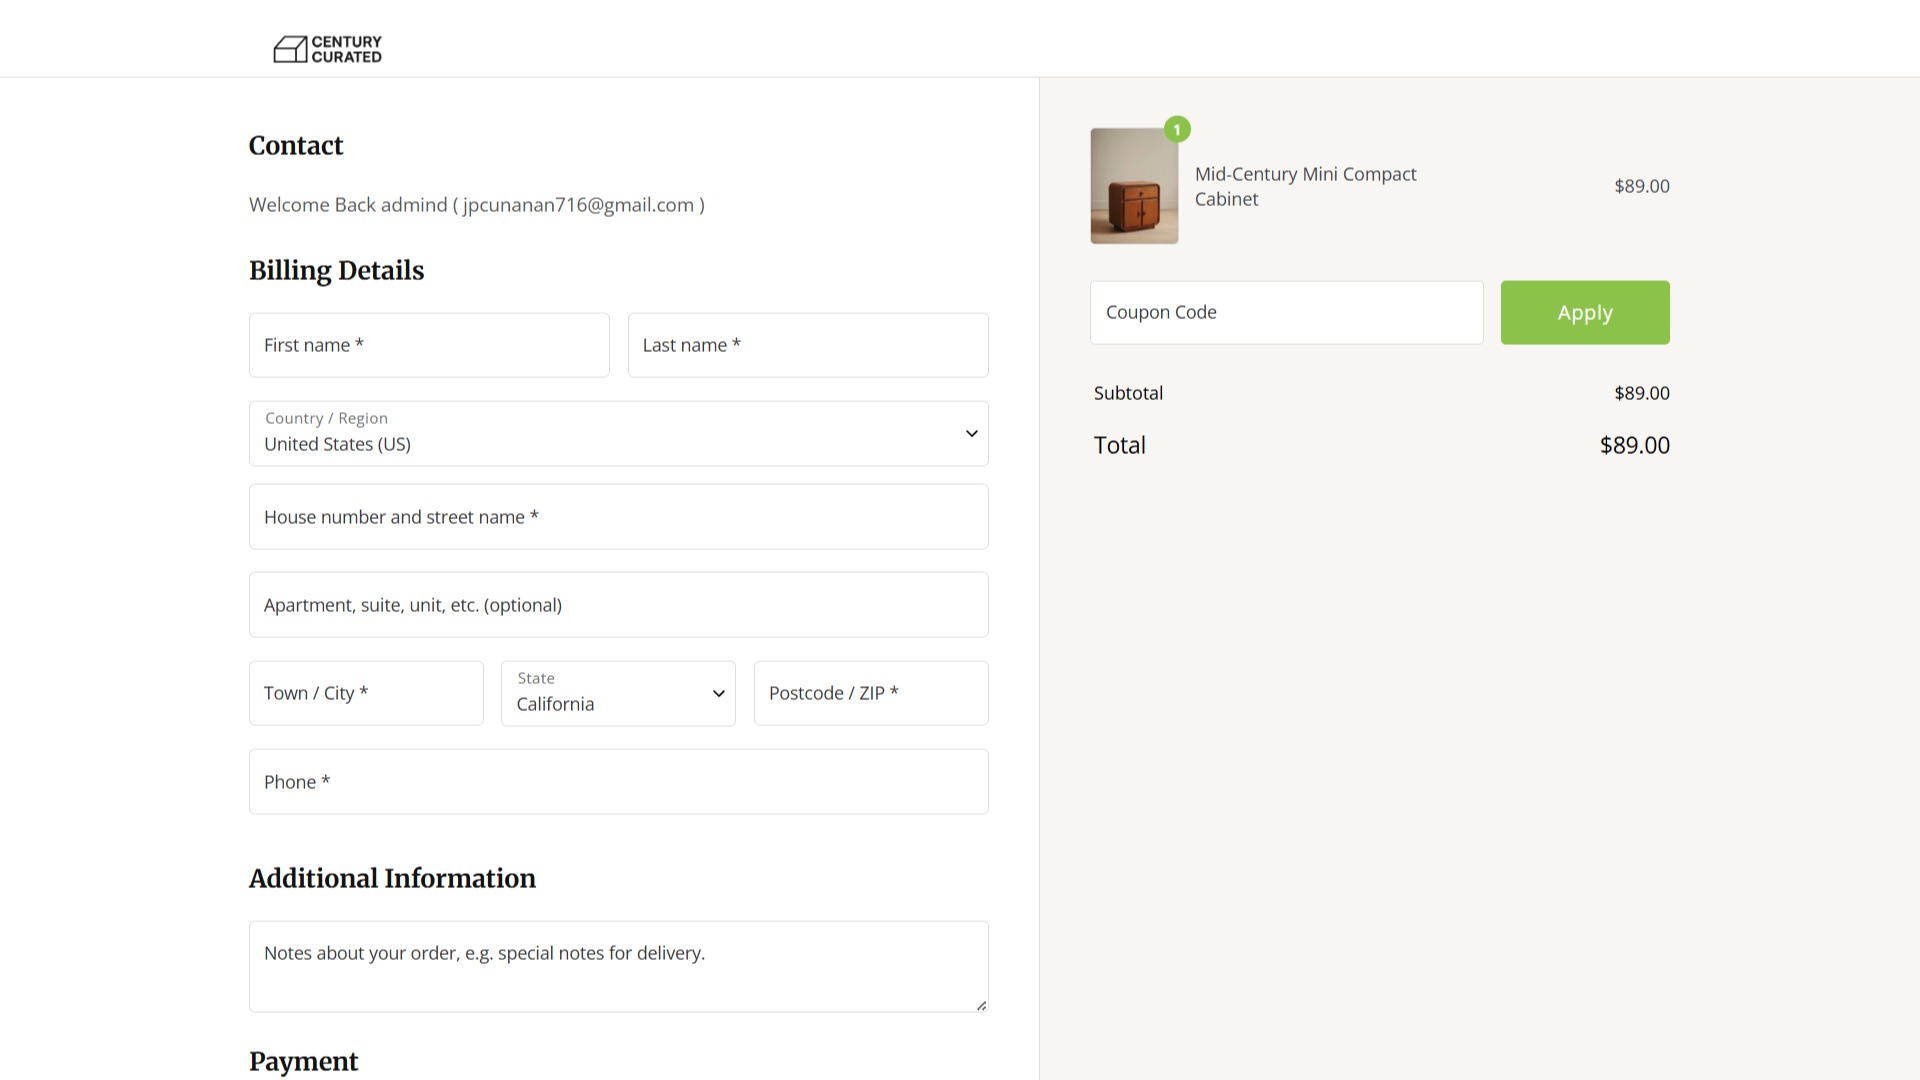 CENTURY
CURATED
Contact
Welcome Back admind ( jpcunanan716@gmail.com )
Billing Details
First name *
Last name *
Country / Region
United States (US)
House number and street name *
Apartment, suite, unit, etc. (optional)
Town / City *
State
California
Postcode / ZIP *
Phone *
Additional Information
Notes about your order, e.g. special notes for delivery.
Payment
1
Mid-Century Mini Compact
Cabinet
$89.00
Coupon Code
Apply
Subtotal
$89.00
Total
$89.00